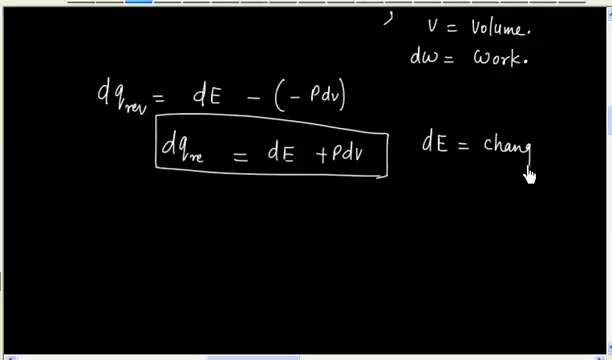 V = Volume.
dw = Work.
dq_rev = dE - (- Pdv)
dq_re = dE + Pdv
dE = chang